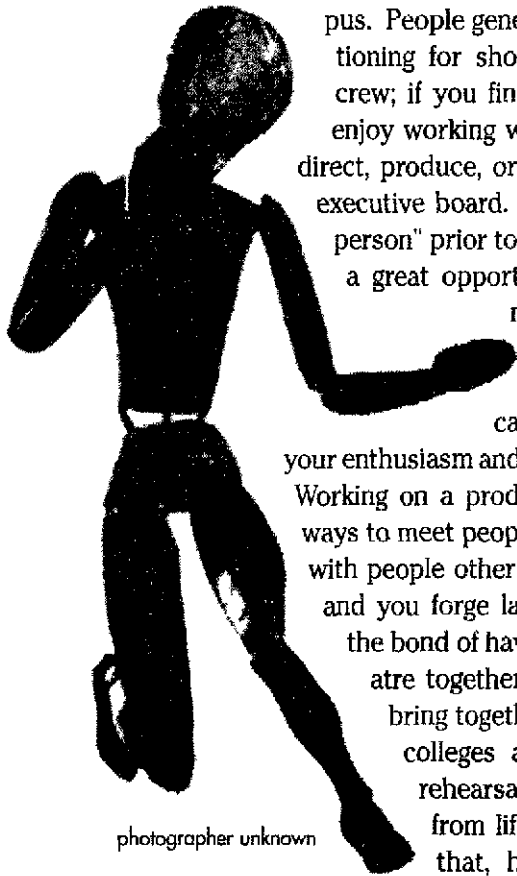 pus. People gene
tioning for sho
crew; if you fin
enjoy working w
direct, produce, or
executive board.
person" prior to
a great opport
ca
your enthusiasm and
Working on a prod
ways to meet peop
with people other
and you forge la
the bond of hav
atre together
bring togeth
colleges a
rehearsa
from lif
that, h
photographer unknown